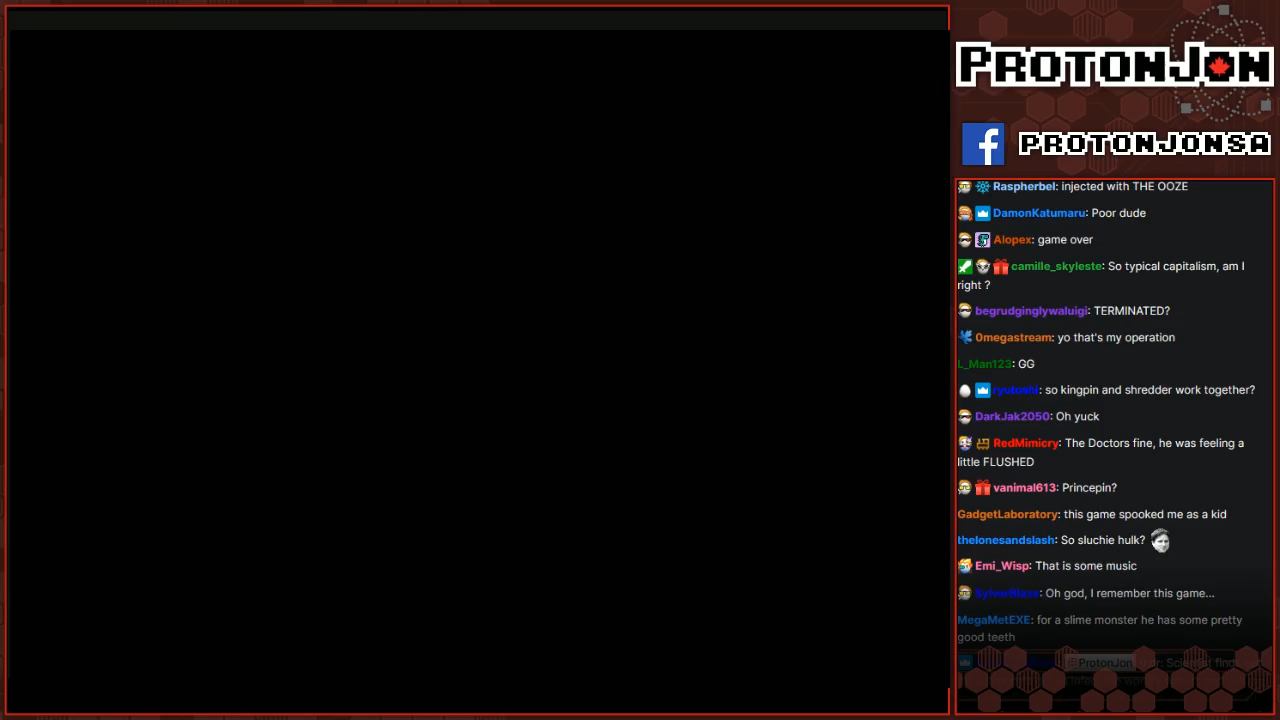 PROTONJON
PROTONJONSA
Raspherbel: injected with THE OOZE
DamonKatumaru: Poor dude
Alopex: game over
camille_skyleste: So typical capitalism, am I
right ?
begrudginglywaluigi: TERMINATED?
0megastream: yo that's my operation
L_Man123: GG
ryutoshi: so kingpin and shredder work together?
DarkJak2050: Oh yuck
RedMimicry: The Doctors fine, he was feeling a
little FLUSHED
vanimal613: Princepin?
GadgetLaboratory: this game spooked me as a kid
thelonesandslash: So sluchie hulk?
Emi_Wisp: That is some music
SylverBlaze: Oh god, I remember this game...
MegaMetEXE: for a slime monster he has some pretty
good teeth
@ProtonJon